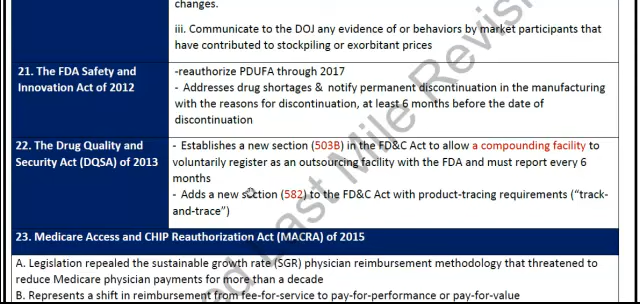 changes.
iii. Communicate to the DOJ any evidence of or behaviors by market participants that
have contributed to stockpiling or exorbitant prices
21. The FDA Safety and
Innovation Act of 2012
-reauthorize PDUFA through 2017
- Addresses drug shortages & notify permanent discontinuation in the manufacturing
with the reasons for discontinuation, at least 6 months before the date of
discontinuation
22. The Drug Quality and
Security Act (DQSA) of 2013
- Establishes a new section (503B) in the FD&C Act to allow a compounding facility to
voluntarily register as an outsourcing facility with the FDA and must report every 6
months
- Adds a new section (582) to the FD&C Act with product-tracing requirements ("track-
and-trace")
23. Medicare Access and CHIP Reauthorization Act (MACRA) of 2015
A. Legislation repealed the sustainable growth rate (SGR) physician reimbursement methodology that threatened to
reduce Medicare physician payments for more than a decade
B. Represents a shift in reimbursement from fee-for-service to pay-for-performance or pay-for-value
Last Mile Revis